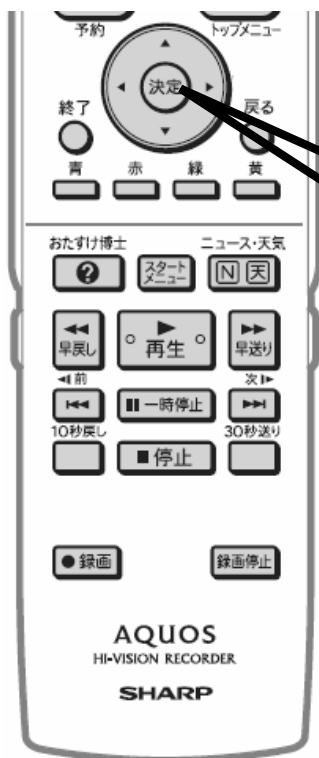 予約 トップメニュー
決定
終了 戻る
青 赤 緑 黄
おたすけ博士 ニュース・天気
? スタートメニュー N 天
早戻し 再生 早送り
前 次
一時停止
10秒戻し 30秒送り
停止
録画 録画停止
AQUOS
HI-VISION RECORDER
SHARP